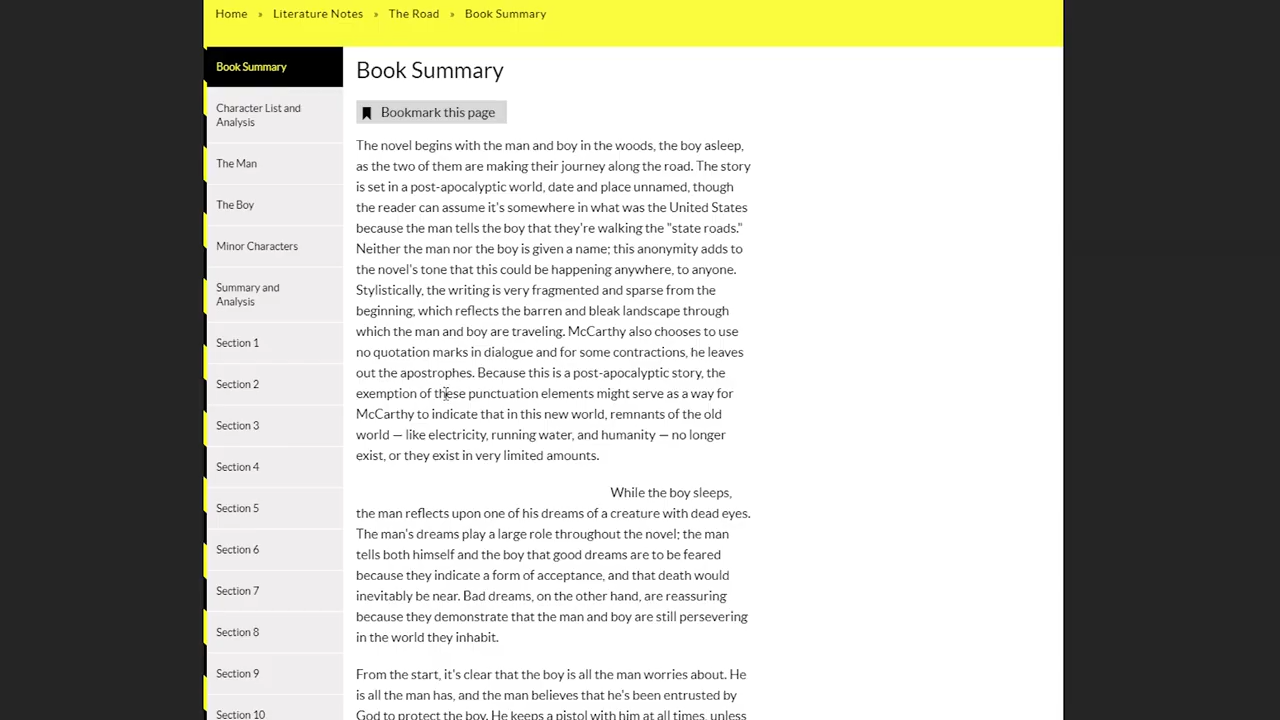 Home » Literature Notes » The Road » Book Summary
Book Summary
Character List and
Analysis
The Man
The Boy
Minor Characters
Summary and
Analysis
Section 1
Section 2
Section 3
Section 4
Section 5
Section 6
Section 7
Section 8
Section 9
Section 10
Book Summary
Bookmark this page
The novel begins with the man and boy in the woods, the boy asleep,
as the two of them are making their journey along the road. The story
is set in a post-apocalyptic world, date and place unnamed, though
the reader can assume it's somewhere in what was the United States
because the man tells the boy that they're walking the "state roads."
Neither the man nor the boy is given a name; this anonymity adds to
the novel's tone that this could be happening anywhere, to anyone.
Stylistically, the writing is very fragmented and sparse from the
beginning, which reflects the barren and bleak landscape through
which the man and boy are traveling. McCarthy also chooses to use
no quotation marks in dialogue and for some contractions, he leaves
out the apostrophes. Because this is a post-apocalyptic story, the
exemption of these punctuation elements might serve as a way for
McCarthy to indicate that in this new world, remnants of the old
world — like electricity, running water, and humanity — no longer
exist, or they exist in very limited amounts.
While the boy sleeps,
the man reflects upon one of his dreams of a creature with dead eyes.
The man's dreams play a large role throughout the novel; the man
tells both himself and the boy that good dreams are to be feared
because they indicate a form of acceptance, and that death would
inevitably be near. Bad dreams, on the other hand, are reassuring
because they demonstrate that the man and boy are still persevering
in the world they inhabit.
From the start, it's clear that the boy is all the man worries about. He
is all the man has, and the man believes that he's been entrusted by
God to protect the boy. He keeps a pistol with him at all times, unless